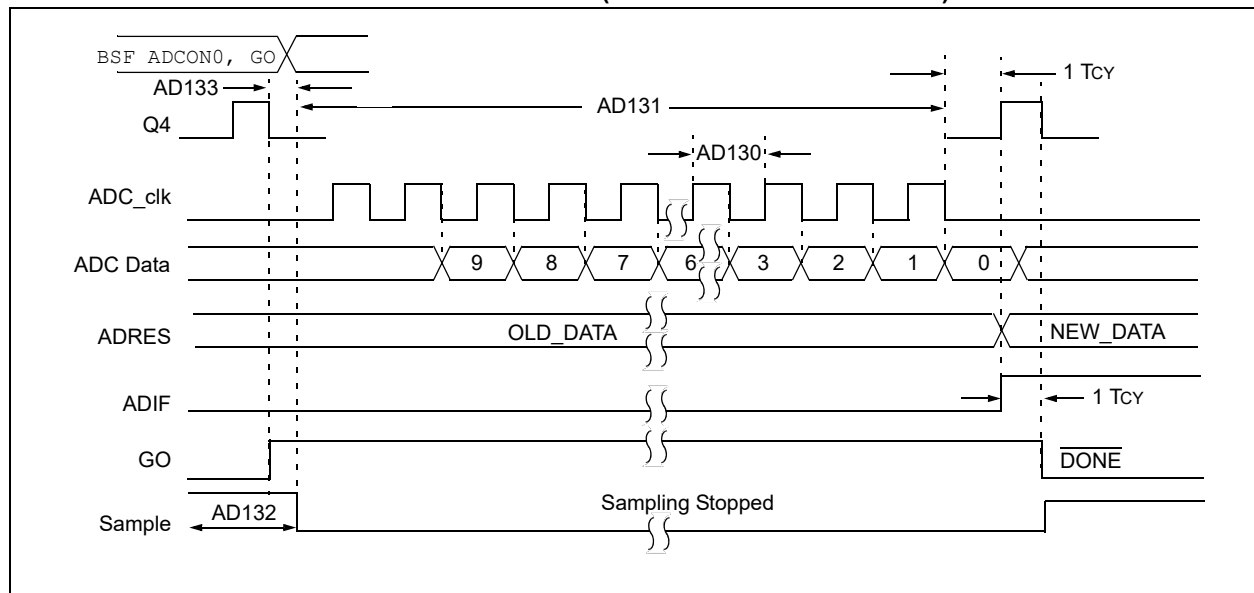 BSF ADCON0, GO
AD133
1 TCY
AD131
Q4
AD130
ADC_clk
ADC Data
9 8 7 6 3 2 1 0
ADRES
OLD_DATA
NEW_DATA
ADIF
1 TCY
GO
DONE
AD132
Sampling Stopped
Sample